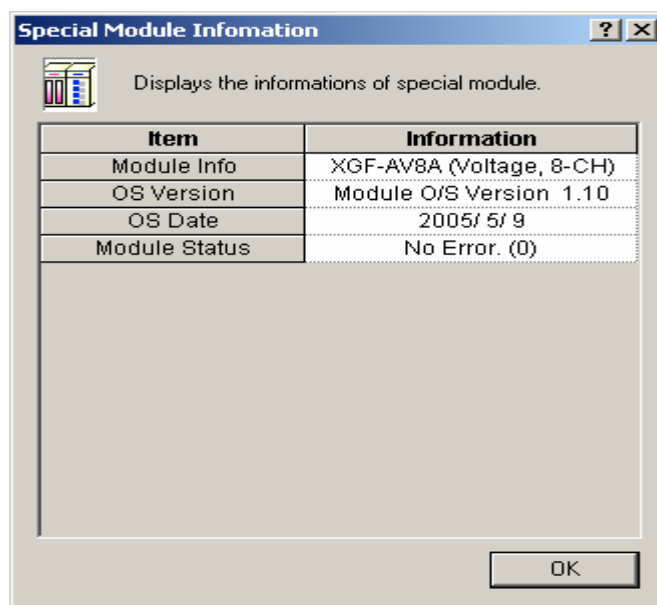 Special Module Infomation
Displays the informations of special module.
Item Information
Module Info XGF-AV8A (Voltage, 8-CH)
OS Version Module O/S Version 1.10
OS Date 2005/ 5/ 9
Module Status No Error. (0)
OK